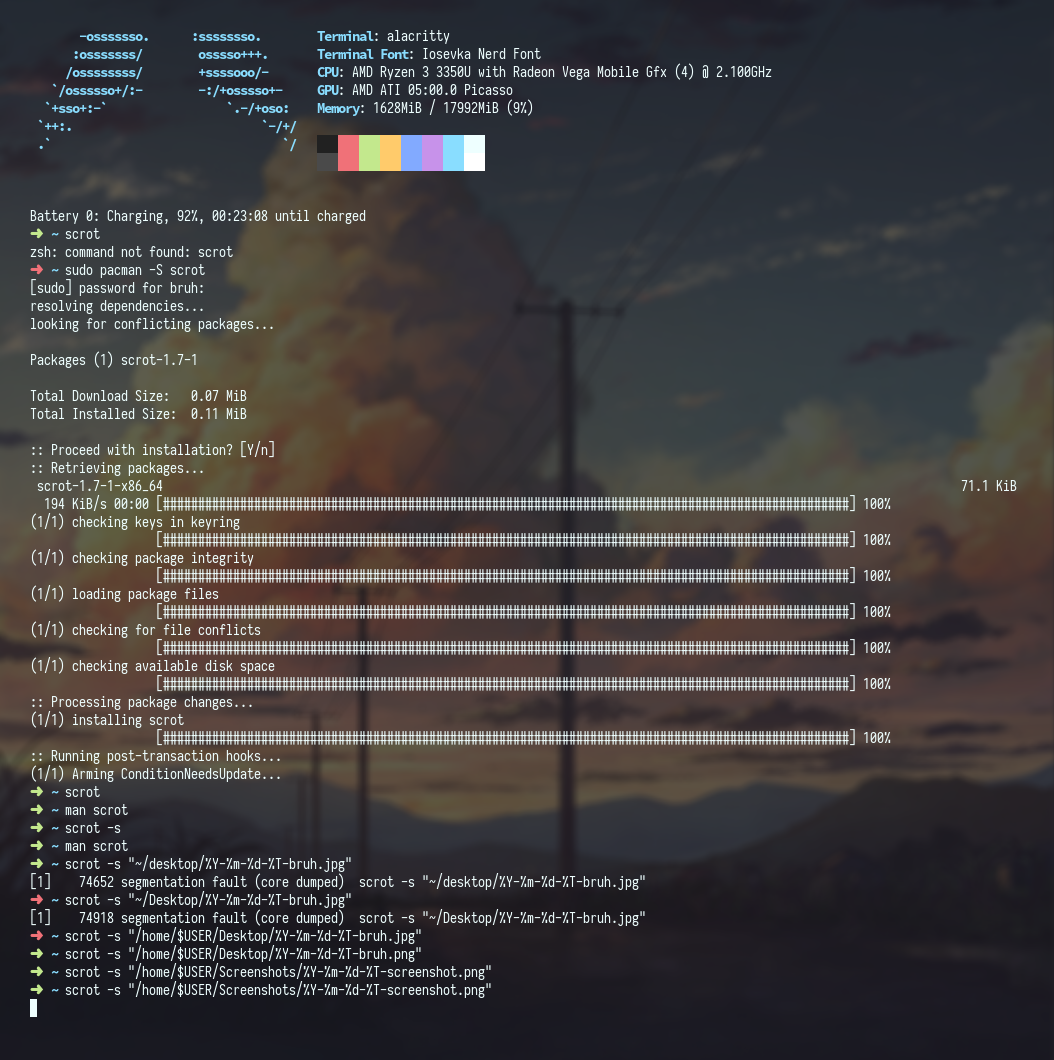 -osssssso.      :ssssssso.   Terminal: alacritty
:osssssss/        osssso+++.   Terminal Font: Iosevka Nerd Font
/ossssssss/        +ssssooo/-   CPU: AMD Ryzen 3 3350U with Radeon Vega Mobile Gfx (4) @ 2.100GHz
`/ossssso+/:-        -:/+osssso+-   GPU: AMD ATI 05:00.0 Picasso
`+sso+:-`                 `.-/+oso:   Memory: 1628MiB / 17992MiB (9%)
`++:.                           `-/+/
.`                                 `/
Battery 0: Charging, 92%, 00:23:08 until charged
➜ ~ scrot
zsh: command not found: scrot
➜ ~ sudo pacman -S scrot
[sudo] password for bruh:
resolving dependencies...
looking for conflicting packages...
Packages (1) scrot-1.7-1
Total Download Size:   0.07 MiB
Total Installed Size:  0.11 MiB
:: Proceed with installation? [Y/n]
:: Retrieving packages...
scrot-1.7-1-x86_64 71.1 KiB
194 KiB/s 00:00 [###################################################################################################] 100%
(1/1) checking keys in keyring
[###################################################################################################] 100%
(1/1) checking package integrity
[###################################################################################################] 100%
(1/1) loading package files
[###################################################################################################] 100%
(1/1) checking for file conflicts
[###################################################################################################] 100%
(1/1) checking available disk space
[###################################################################################################] 100%
:: Processing package changes...
(1/1) installing scrot
[###################################################################################################] 100%
:: Running post-transaction hooks...
(1/1) Arming ConditionNeedsUpdate...
➜ ~ scrot
➜ ~ man scrot
➜ ~ scrot -s
➜ ~ man scrot
➜ ~ scrot -s "~/desktop/%Y-%m-%d-%T-bruh.jpg"
[1]    74652 segmentation fault (core dumped)  scrot -s "~/desktop/%Y-%m-%d-%T-bruh.jpg"
➜ ~ scrot -s "~/Desktop/%Y-%m-%d-%T-bruh.jpg"
[1]    74918 segmentation fault (core dumped)  scrot -s "~/Desktop/%Y-%m-%d-%T-bruh.jpg"
➜ ~ scrot -s "/home/$USER/Desktop/%Y-%m-%d-%T-bruh.jpg"
➜ ~ scrot -s "/home/$USER/Desktop/%Y-%m-%d-%T-bruh.png"
➜ ~ scrot -s "/home/$USER/Screenshots/%Y-%m-%d-%T-screenshot.png"
➜ ~ scrot -s "/home/$USER/Screenshots/%Y-%m-%d-%T-screenshot.png"